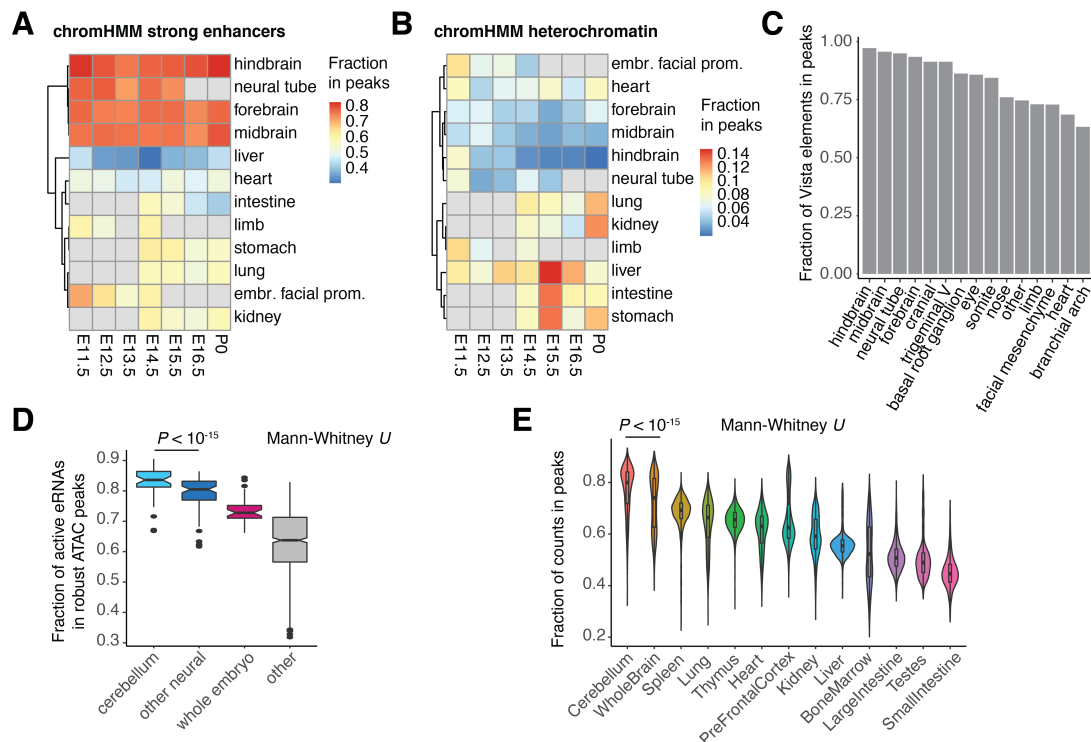 A chromHMM strong enhancers
hindbrain
neural tube
forebrain
midbrain
liver
heart
intestine
limb
stomach
lung
embr. facial prom.
kidney
E11.5
E12.5
E13.5
E14.5
E15.5
E16.5
P0
Fraction
in peaks
0.8
0.7
0.6
0.5
0.4
B chromHMM heterochromatin
embr. facial prom.
heart
forebrain
midbrain
hindbrain
neural tube
lung
kidney
limb
liver
intestine
stomach
E11.5
E12.5
E13.5
E14.5
E15.5
E16.5
P0
Fraction
in peaks
0.14
0.12
0.1
0.08
0.06
0.04
C
Fraction of Vista elements in peaks
1.00
0.75
0.50
0.25
0.00
hindbrain
midbrain
neural tube
forebrain
cranial
trigeminal V
basal root ganglion
eye
somite
nose
other
limb
facial mesenchyme
heart
branchial arch
D
P < 10-15
Mann-Whitney U
Fraction of active eRNAs
in robust ATAC peaks
0.9
0.8
0.7
0.6
0.5
0.4
0.3
cerebellum
other neural
whole embryo
other
E
P < 10-15
Mann-Whitney U
Fraction of counts in peaks
0.8
0.6
0.4
0.2
Cerebellum
WholeBrain
Spleen
Lung
Thymus
Heart
PreFrontalCortex
Kidney
Liver
BoneMarrow
LargeIntestine
Testes
SmallIntestine